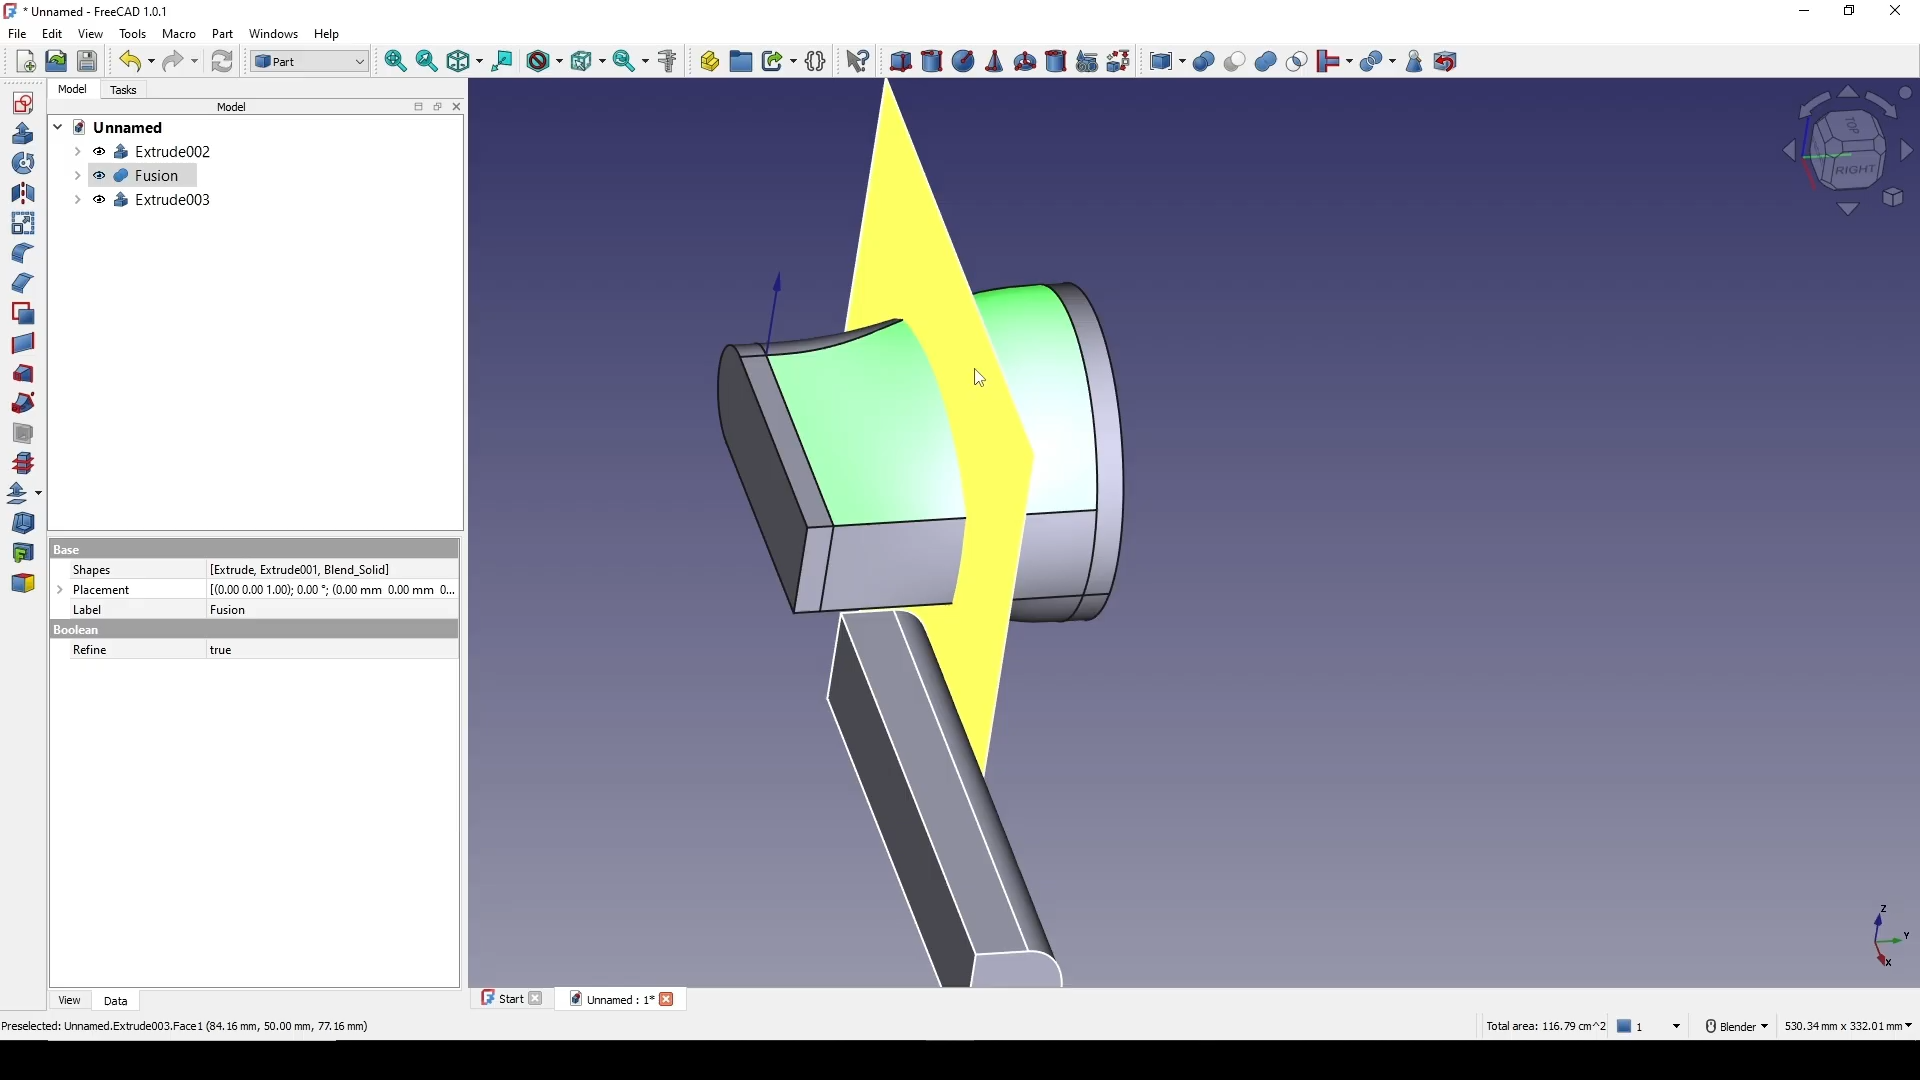 * Unnamed - FreeCAD 1.0.1
File Edit View Tools Macro Part Windows Help
Part
Model Tasks
Model
Unnamed
Extrude002
Fusion
Extrude003
Base
Shapes [Extrude, Extrude001, Blend_Solid]
Placement [(0.00 0.00 1.00); 0.00 °; (0.00 mm 0.00 mm 0...
Label Fusion
Boolean
Refine true
TOP
RIGHT
Z
Y
X
View Data
Start Unnamed : 1*
Preselected: Unnamed.Extrude003.Face1 (84.16 mm, 50.00 mm, 77.16 mm)
Total area: 116.79 cm^2 1 Blender 530.34 mm x 332.01 mm